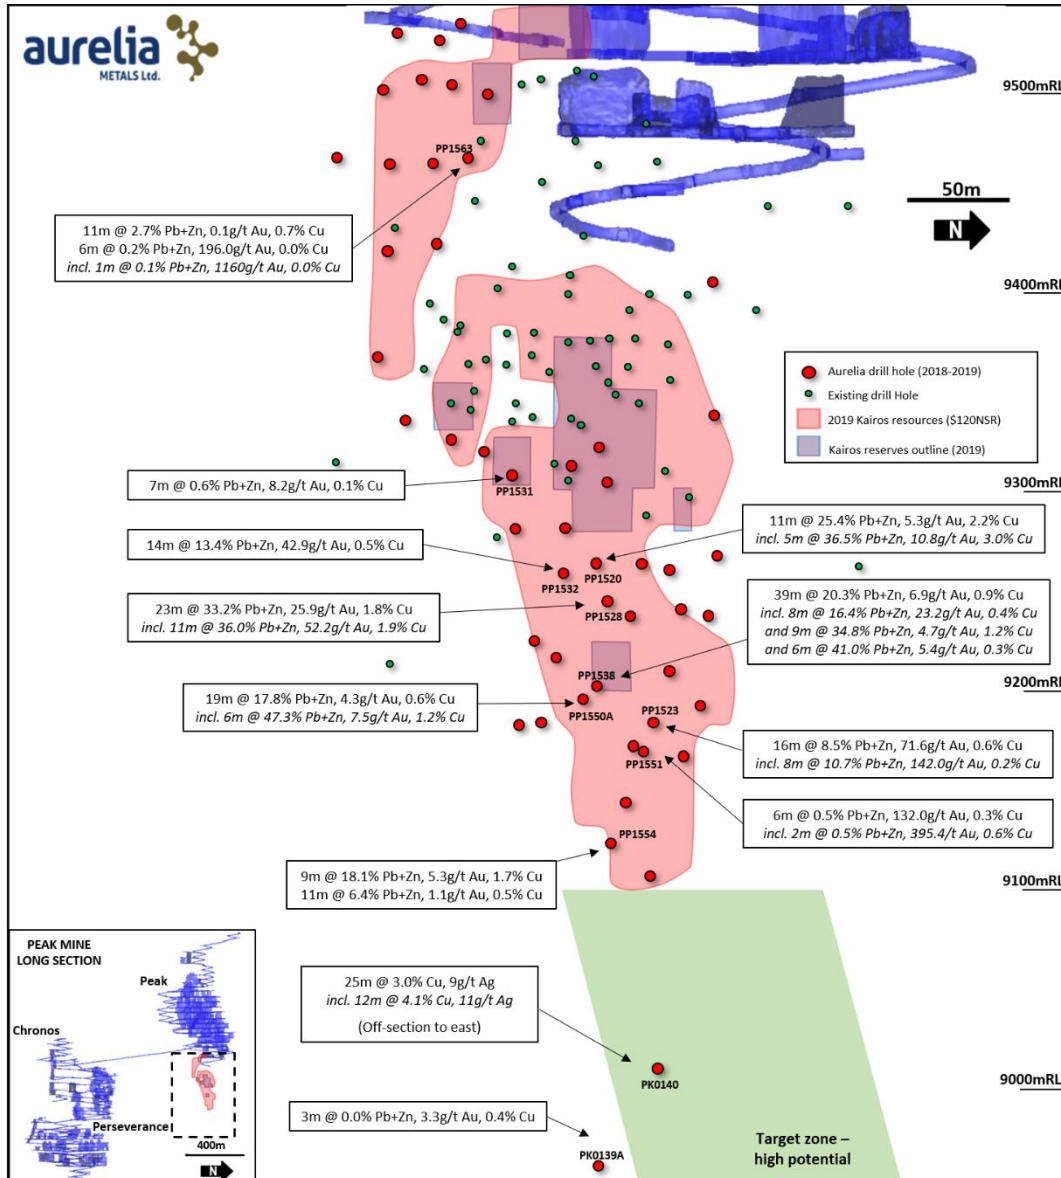 aurelia
METALS Ltd.
9500mRL
PP1563
50m
N
11m @ 2.7% Pb+Zn, 0.1g/t Au, 0.7% Cu
6m @ 0.2% Pb+Zn, 196.0g/t Au, 0.0% Cu
incl. 1m @ 0.1% Pb+Zn, 1160g/t Au, 0.0% Cu
9400mRL
Aurelia drill hole (2018-2019)
Existing drill Hole
2019 Kairos resources ($120NSR)
Kairos reserves outline (2019)
7m @ 0.6% Pb+Zn, 8.2g/t Au, 0.1% Cu
PP1531
9300mRL
11m @ 25.4% Pb+Zn, 5.3g/t Au, 2.2% Cu
incl. 5m @ 36.5% Pb+Zn, 10.8g/t Au, 3.0% Cu
14m @ 13.4% Pb+Zn, 42.9g/t Au, 0.5% Cu
PP1520
PP1532
23m @ 33.2% Pb+Zn, 25.9g/t Au, 1.8% Cu
incl. 11m @ 36.0% Pb+Zn, 52.2g/t Au, 1.9% Cu
PP1528
39m @ 20.3% Pb+Zn, 6.9g/t Au, 0.9% Cu
incl. 8m @ 16.4% Pb+Zn, 23.2g/t Au, 0.4% Cu
and 9m @ 34.8% Pb+Zn, 4.7g/t Au, 1.2% Cu
and 6m @ 41.0% Pb+Zn, 5.4g/t Au, 0.3% Cu
PP1538
9200mRL
19m @ 17.8% Pb+Zn, 4.3g/t Au, 0.6% Cu
incl. 6m @ 47.3% Pb+Zn, 7.5g/t Au, 1.2% Cu
PP1550A
PP1523
16m @ 8.5% Pb+Zn, 71.6g/t Au, 0.6% Cu
incl. 8m @ 10.7% Pb+Zn, 142.0g/t Au, 0.2% Cu
PP1551
6m @ 0.5% Pb+Zn, 132.0g/t Au, 0.3% Cu
incl. 2m @ 0.5% Pb+Zn, 395.4g/t Au, 0.6% Cu
PP1554
9m @ 18.1% Pb+Zn, 5.3g/t Au, 1.7% Cu
11m @ 6.4% Pb+Zn, 1.1g/t Au, 0.5% Cu
9100mRL
PEAK MINE
LONG SECTION
Peak
Chronos
Perseverance
400m
N
25m @ 3.0% Cu, 9g/t Ag
incl. 12m @ 4.1% Cu, 11g/t Ag
(Off-section to east)
PK0140
9000mRL
3m @ 0.0% Pb+Zn, 3.3g/t Au, 0.4% Cu
PK0139A
Target zone –
high potential